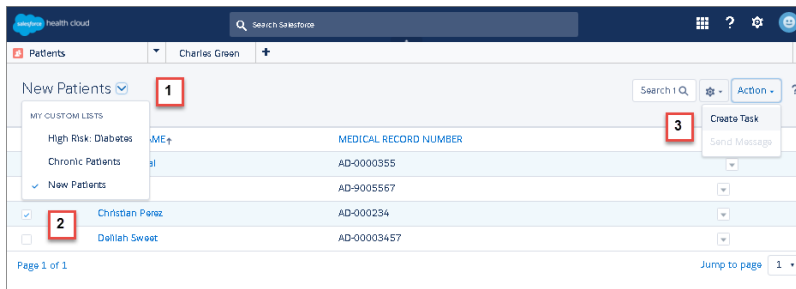 salesforce health cloud
Search Salesforce
?
Patients
Charles Green
+
New Patients
1
Action
?
MY CUSTOM LISTS
High Risk: Diabetes
Chronic Patients
New Patients
3
Create Task
Send Message
AME↑
MEDICAL RECORD NUMBER
al
AD-0000355
AD-9005567
2
Christian Perez
AD-000234
Delilah Sweet
AD-00003457
Page 1 of 1
Jump to page 1